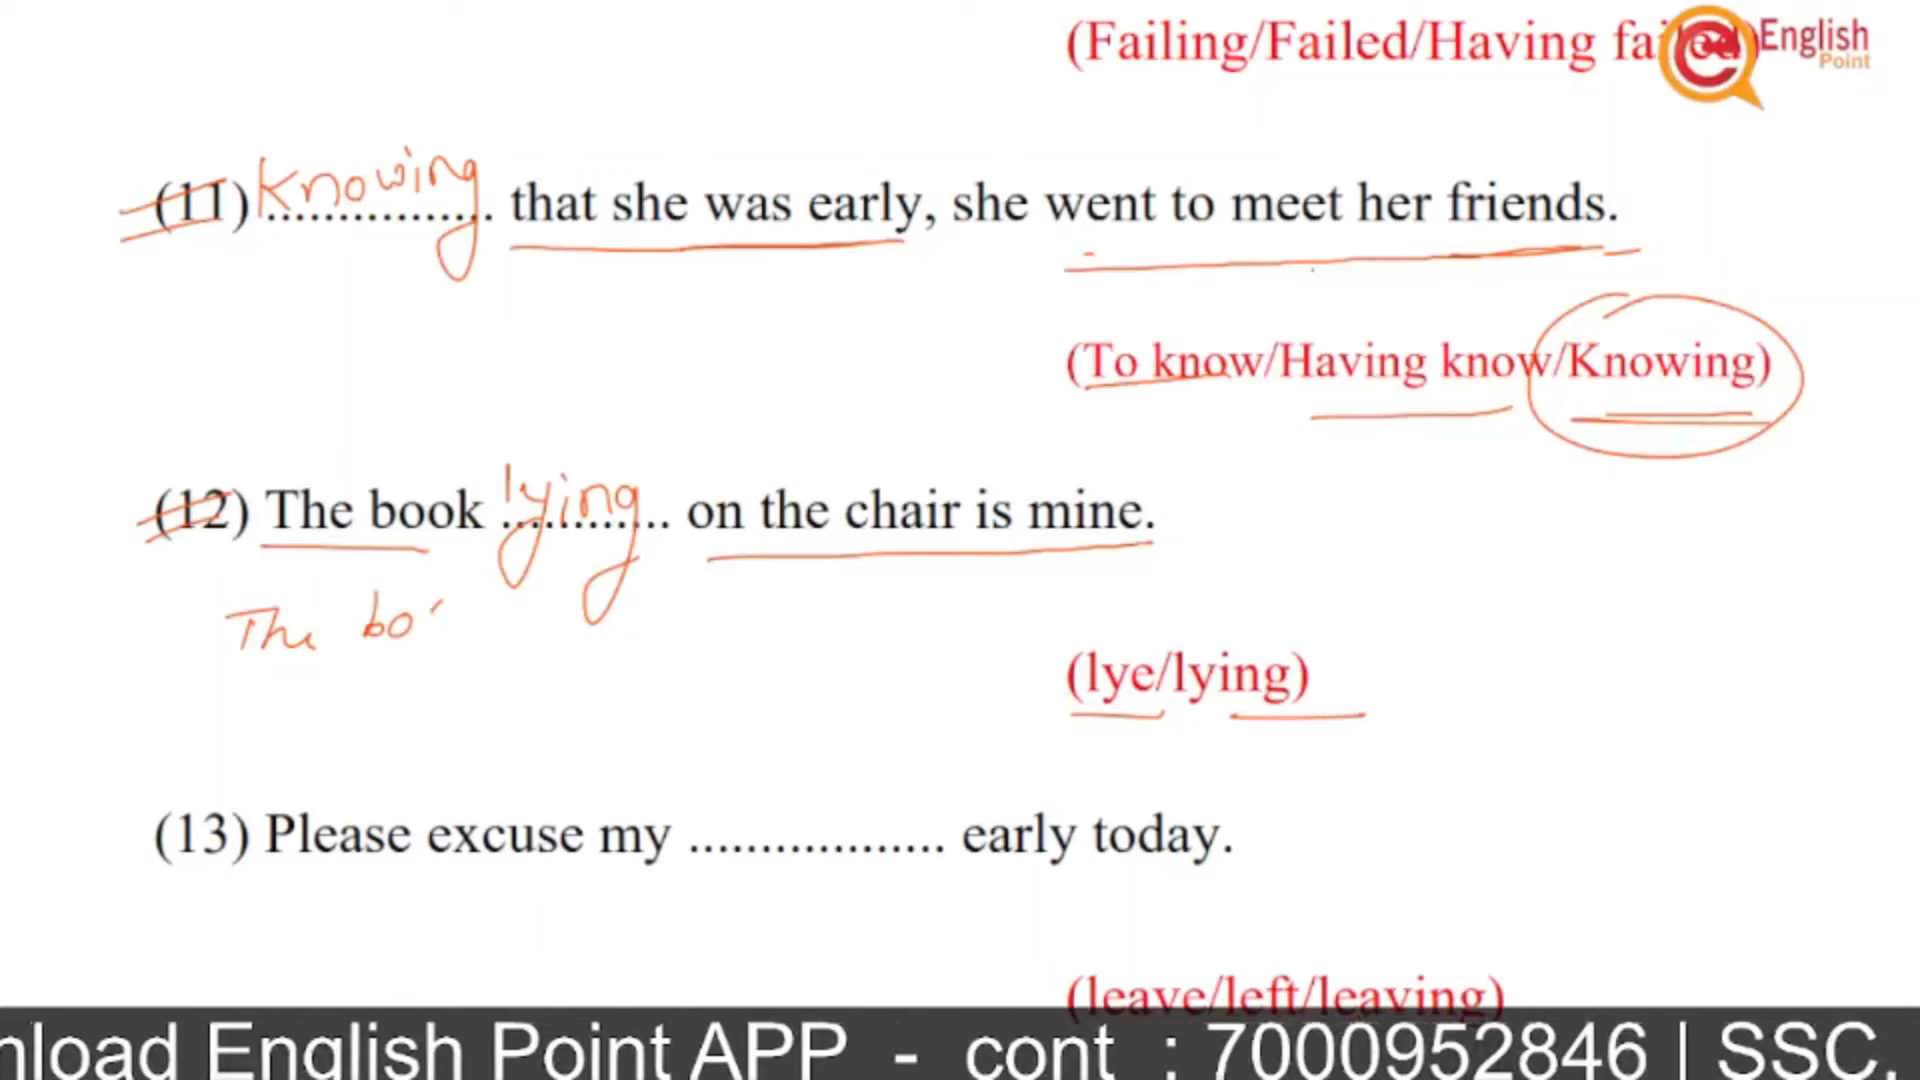 (Failing/Failed/Having failed)
English
Point
(11) Knowing ................ that she was early, she went to meet her friends.
(To know/Having know/Knowing)
(12) The book lying ............ on the chair is mine.
The bo
(lye/lying)
(13) Please excuse my .................. early today.
(leave/left/leaving)
nload English Point APP - cont : 7000952846 | SSC,